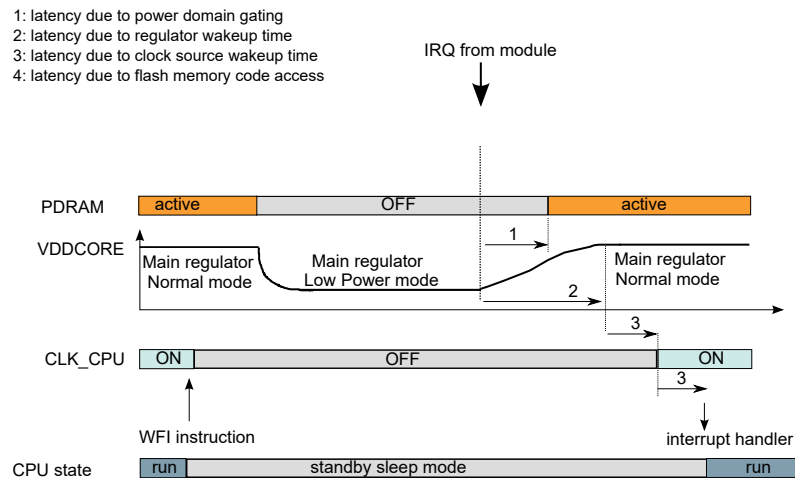 1: latency due to power domain gating
2: latency due to regulator wakeup time
3: latency due to clock source wakeup time
4: latency due to flash memory code access
IRQ from module
PDRAM active OFF active
1
VDDCORE
Main regulator
Normal mode
Main regulator
Low Power mode
Main regulator
Normal mode
2
3
CLK_CPU ON OFF ON
3
WFI instruction
interrupt handler
CPU state run standby sleep mode run